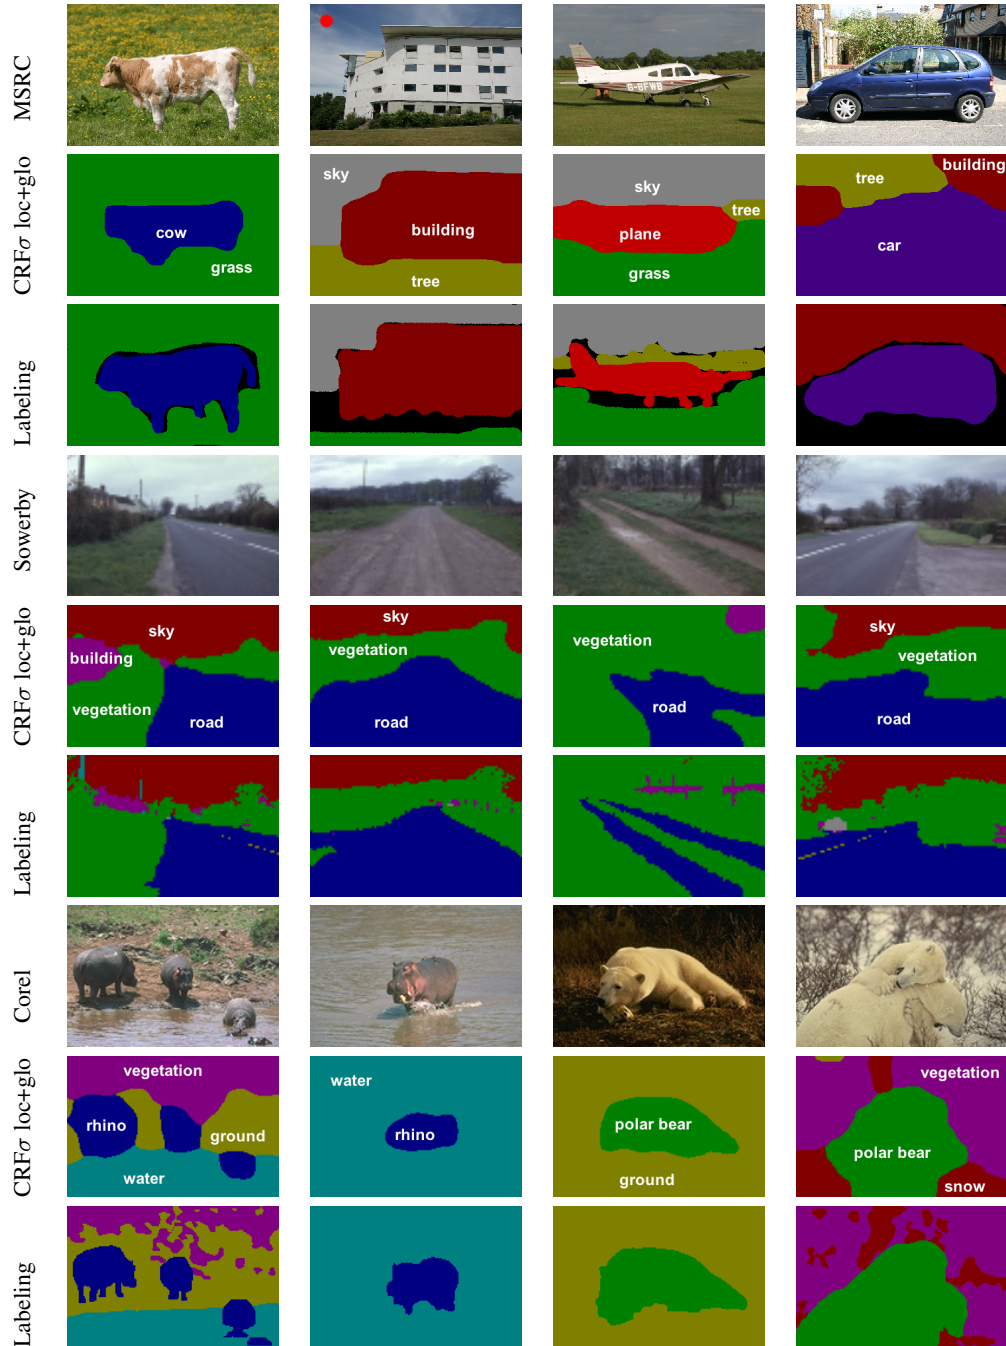 MSRC
G-BFWB
CRFσ loc+glo
cow
grass
sky
building
tree
sky
tree
plane
grass
tree
building
car
Labeling
Sowerby
CRFσ loc+glo
sky
building
vegetation
road
sky
vegetation
road
vegetation
road
sky
vegetation
road
Labeling
Corel
CRFσ loc+glo
vegetation
rhino
ground
water
water
rhino
polar bear
ground
vegetation
polar bear
snow
Labeling